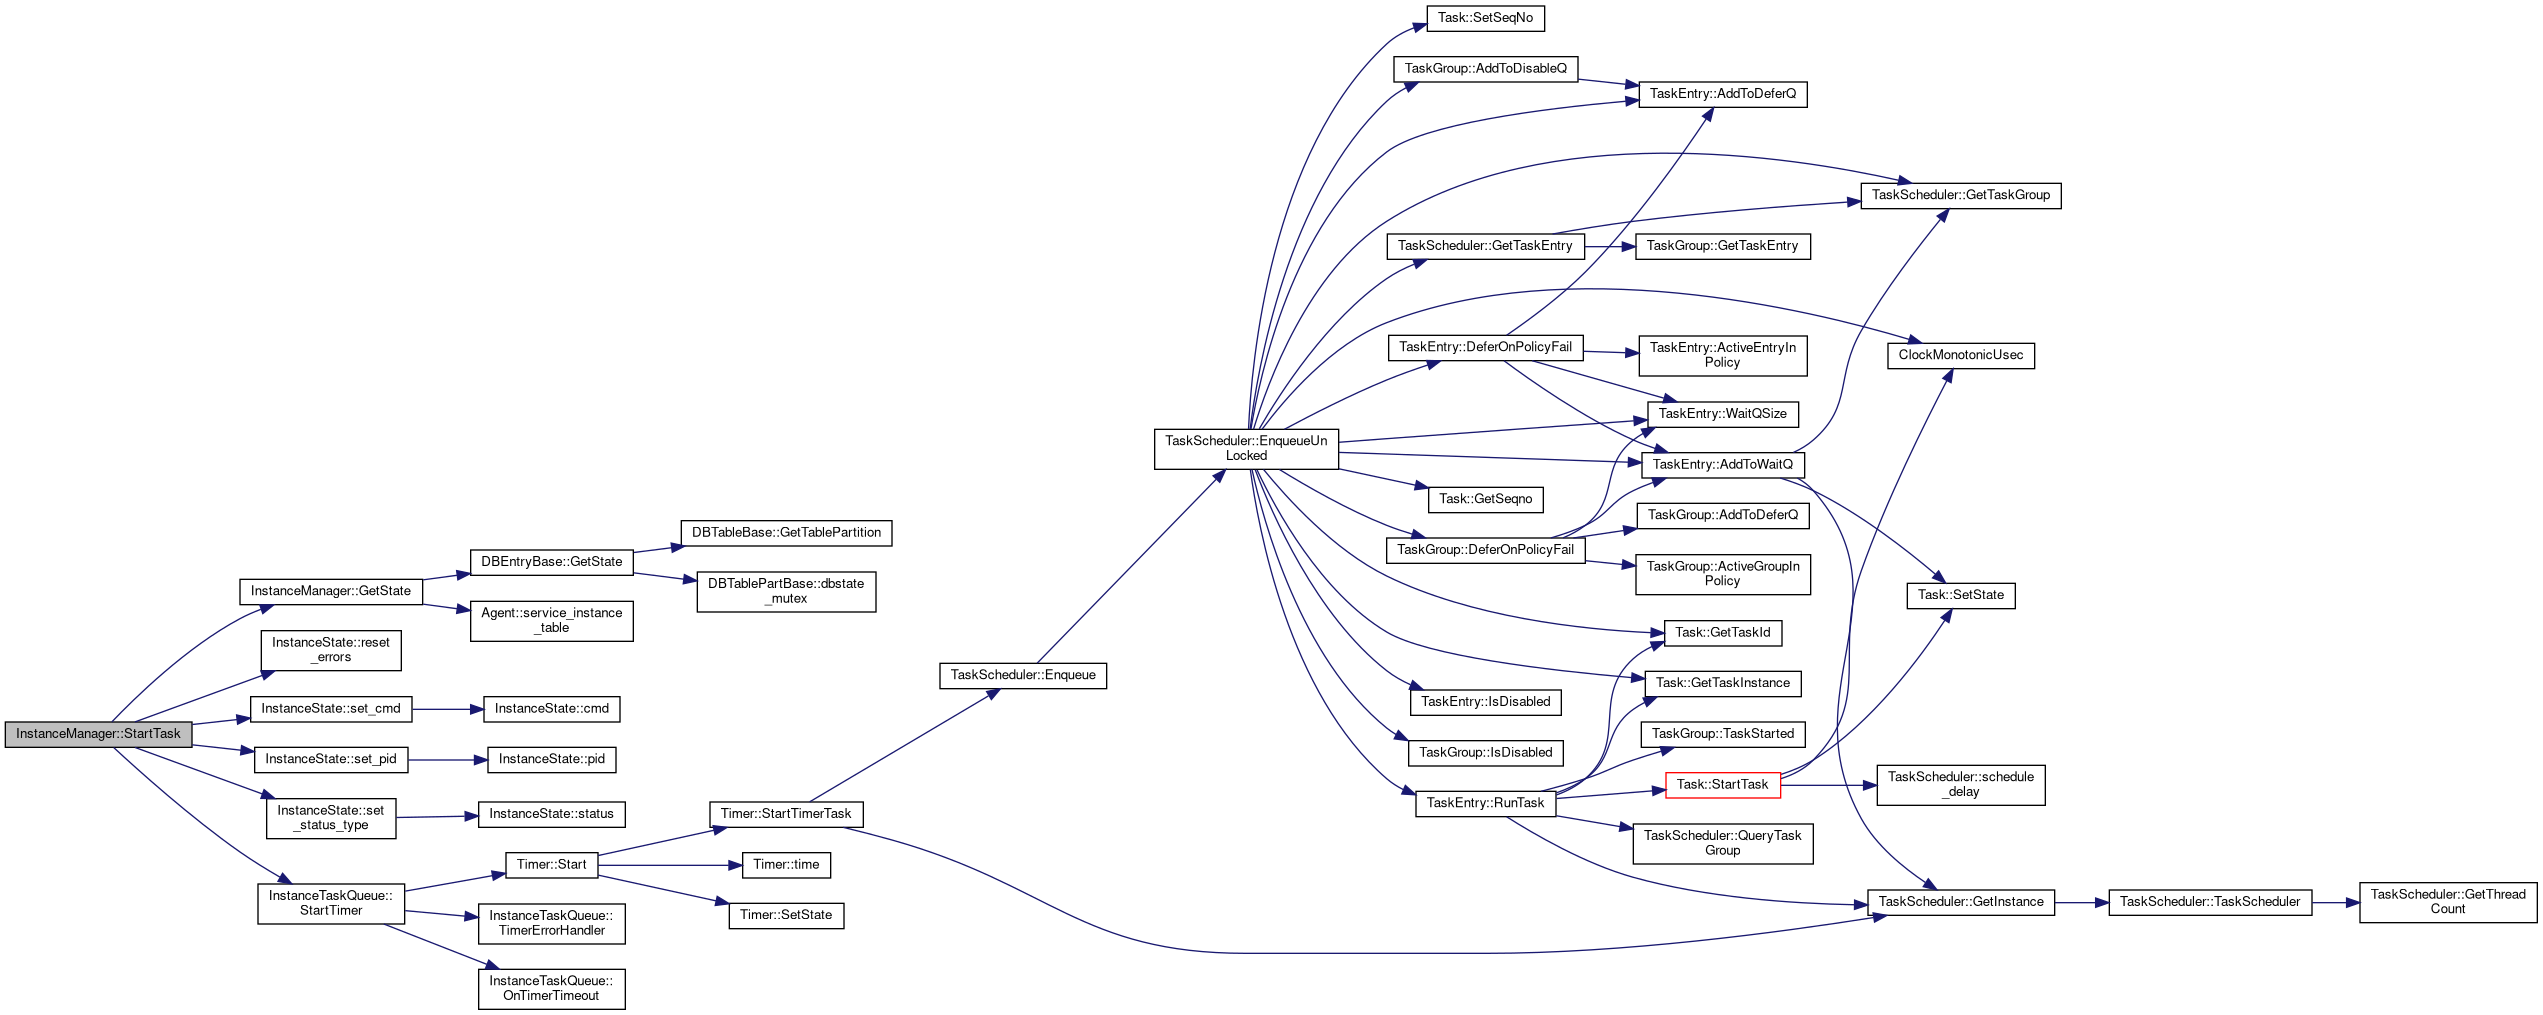 InstanceManager::StartTask
InstanceManager::GetState
DBEntryBase::GetState
DBTableBase::GetTablePartition
DBTablePartBase::dbstate
_mutex
Agent::service_instance
_table
InstanceState::reset
_errors
InstanceState::set_cmd
InstanceState::cmd
InstanceState::set_pid
InstanceState::pid
InstanceState::set
_status_type
InstanceState::status
InstanceTaskQueue::
StartTimer
Timer::Start
InstanceTaskQueue::
TimerErrorHandler
InstanceTaskQueue::
OnTimerTimeout
Timer::StartTimerTask
Timer::time
Timer::SetState
TaskScheduler::Enqueue
TaskScheduler::EnqueueUn
Locked
Task::SetSeqNo
TaskGroup::AddToDisableQ
TaskEntry::AddToDeferQ
TaskScheduler::GetTaskGroup
TaskScheduler::GetTaskEntry
TaskGroup::GetTaskEntry
TaskEntry::DeferOnPolicyFail
TaskEntry::ActiveEntryIn
Policy
ClockMonotonicUsec
TaskEntry::WaitQSize
TaskEntry::AddToWaitQ
Task::GetSeqno
TaskGroup::AddToDeferQ
TaskGroup::DeferOnPolicyFail
TaskGroup::ActiveGroupIn
Policy
Task::SetState
Task::GetTaskId
Task::GetTaskInstance
TaskEntry::IsDisabled
TaskGroup::TaskStarted
TaskGroup::IsDisabled
Task::StartTask
TaskScheduler::schedule
_delay
TaskEntry::RunTask
TaskScheduler::QueryTask
Group
TaskScheduler::GetInstance
TaskScheduler::TaskScheduler
TaskScheduler::GetThread
Count